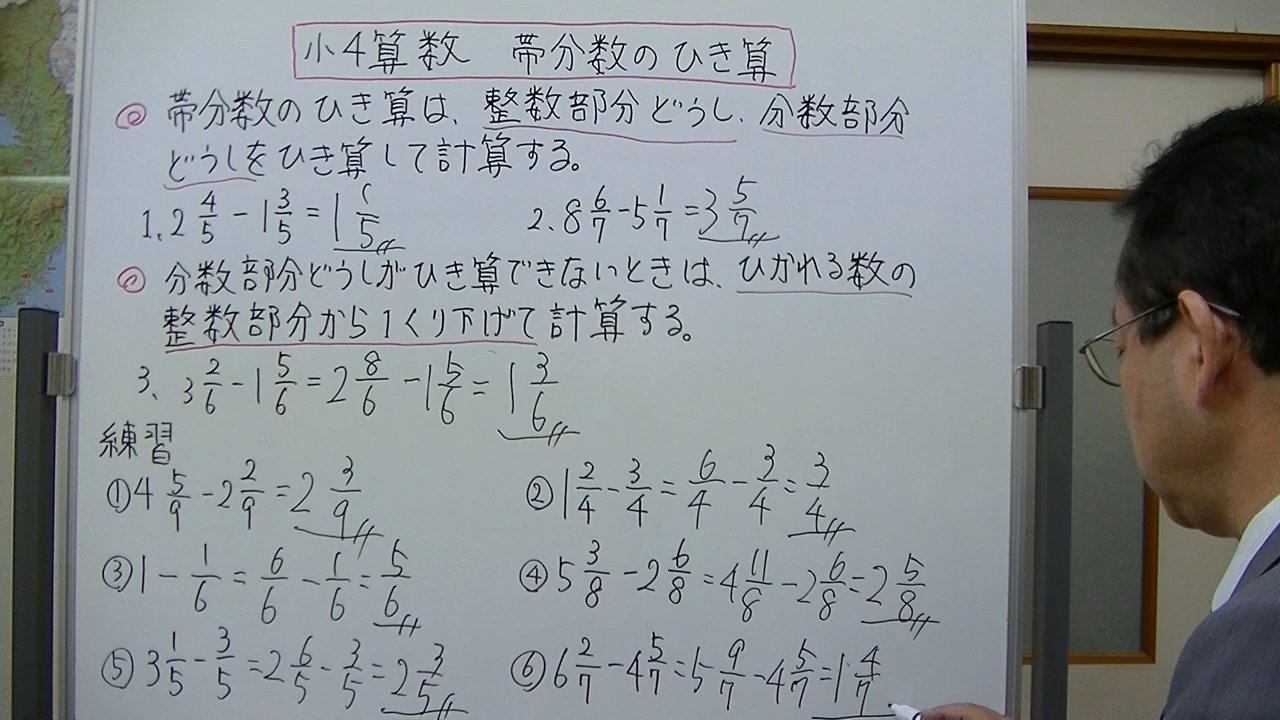 小4算数 帯分数のひき算
◎ 帯分数のひき算は、整数部分どうし、分数部分
どうしをひき算して計算する。
1、2 4/5 - 1 3/5 = 1 1/5
2. 8 6/7 - 5 1/7 = 3 5/7
◎ 分数部分どうしがひき算できないときは、ひかれる数の
整数部分から1くり下げて計算する。
3、3 2/6 - 1 5/6 = 2 8/6 - 1 5/6 = 1 3/6
練習
① 4 5/9 - 2 2/9 = 2 3/9
② 1 2/4 - 3/4 = 6/4 - 3/4 = 3/4
③ 1 - 1/6 = 6/6 - 1/6 = 5/6
④ 5 3/8 - 2 6/8 = 4 11/8 - 2 6/8 = 2 5/8
⑤ 3 1/5 - 3/5 = 2 6/5 - 3/5 = 2 3/5
⑥ 6 2/7 - 4 5/7 = 5 9/7 - 4 5/7 = 1 4/7